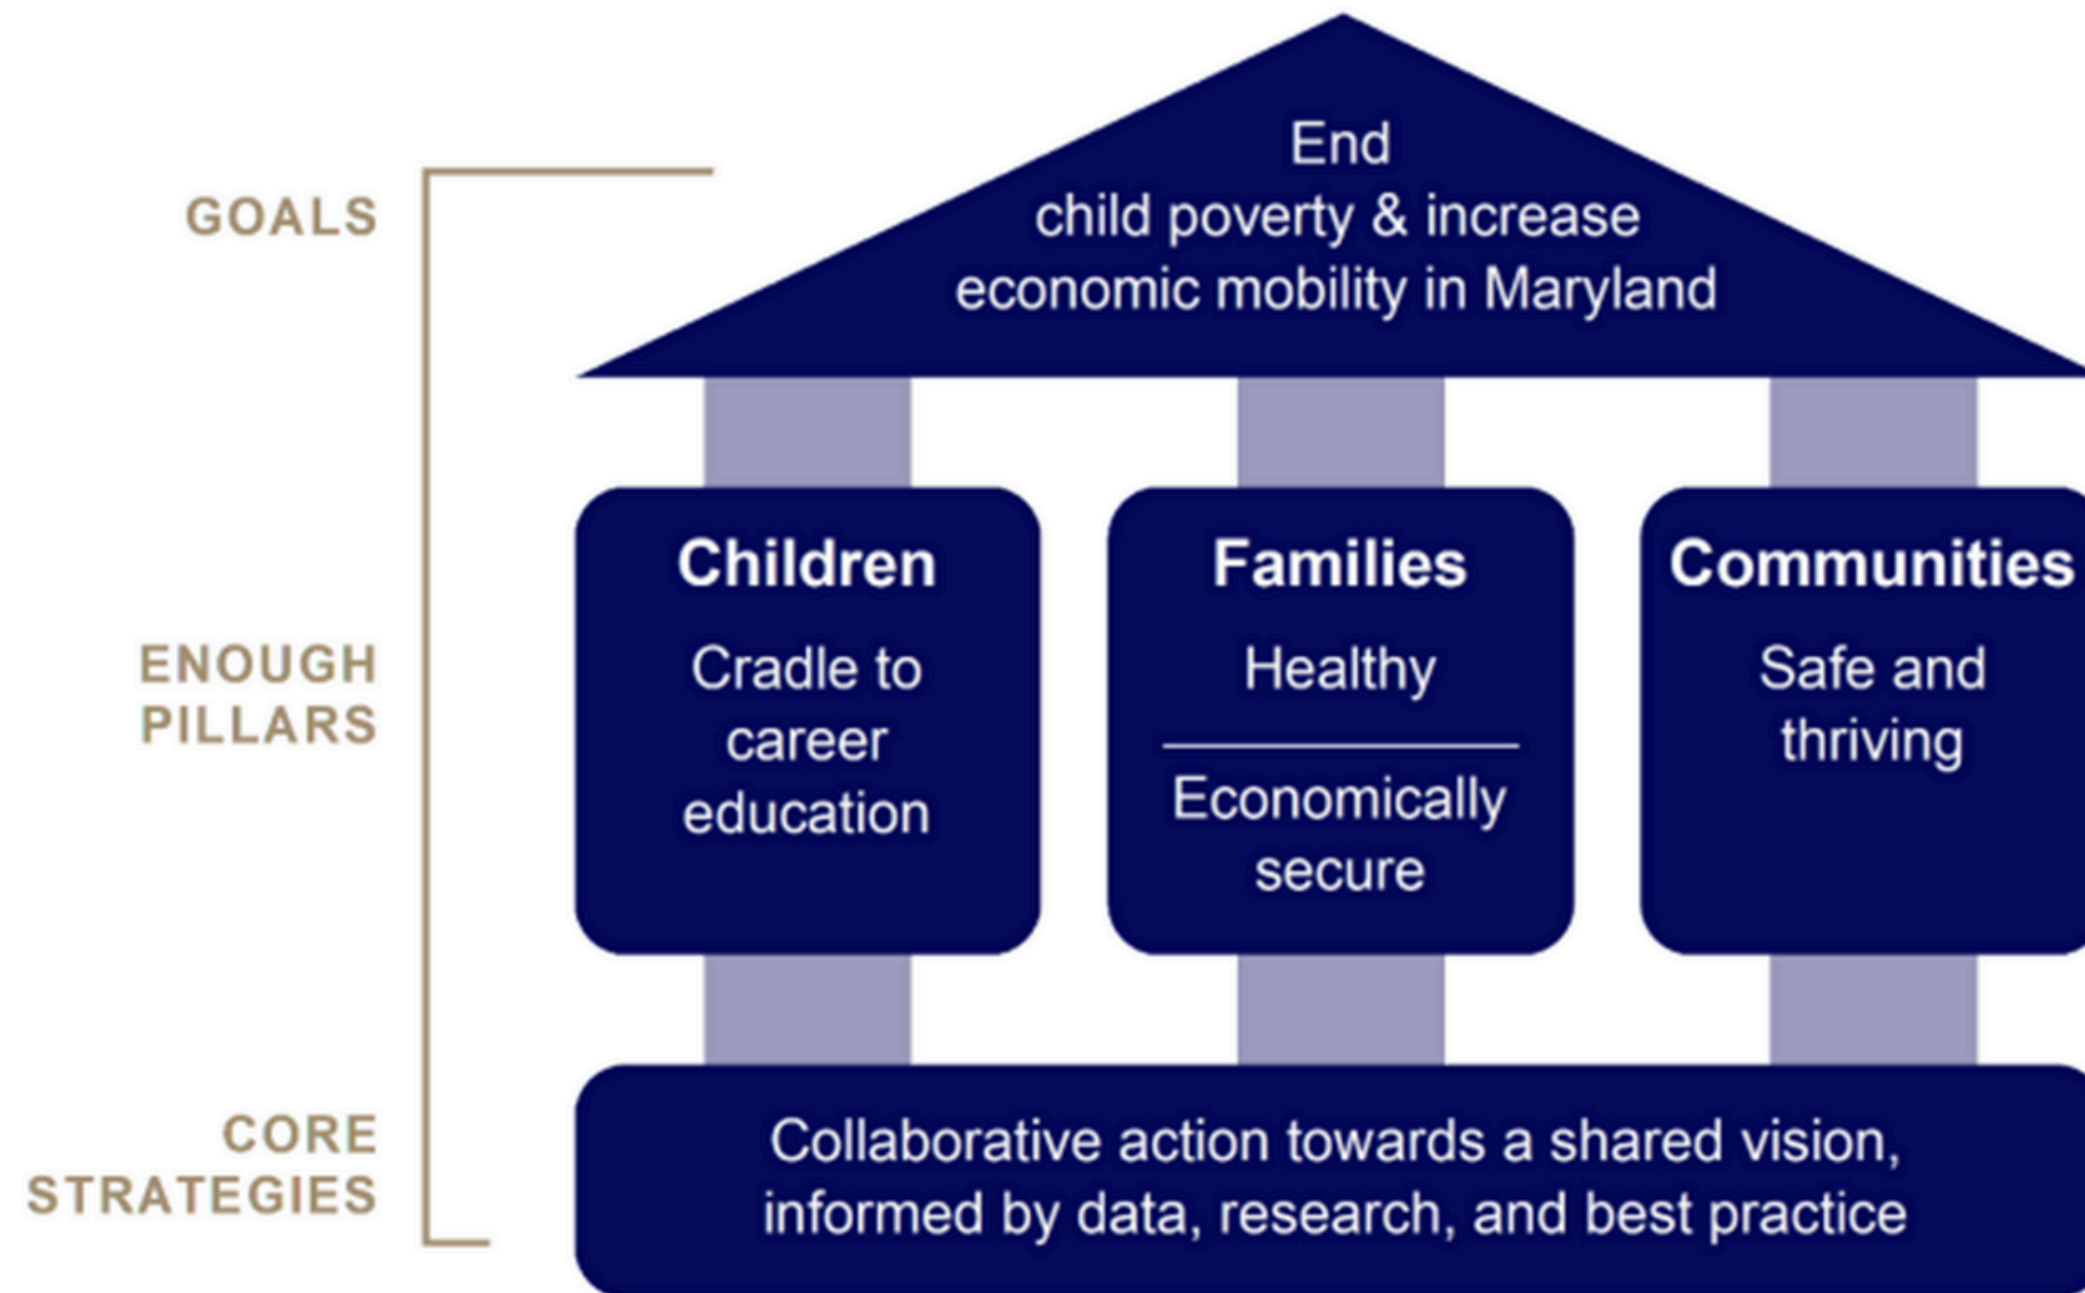 GOALS
End
child poverty & increase
economic mobility in Maryland
ENOUGH
PILLARS
Children
Cradle to
career
education
Families
Healthy
Economically
secure
Communities
Safe and
thriving
CORE
STRATEGIES
Collaborative action towards a shared vision,
informed by data, research, and best practice